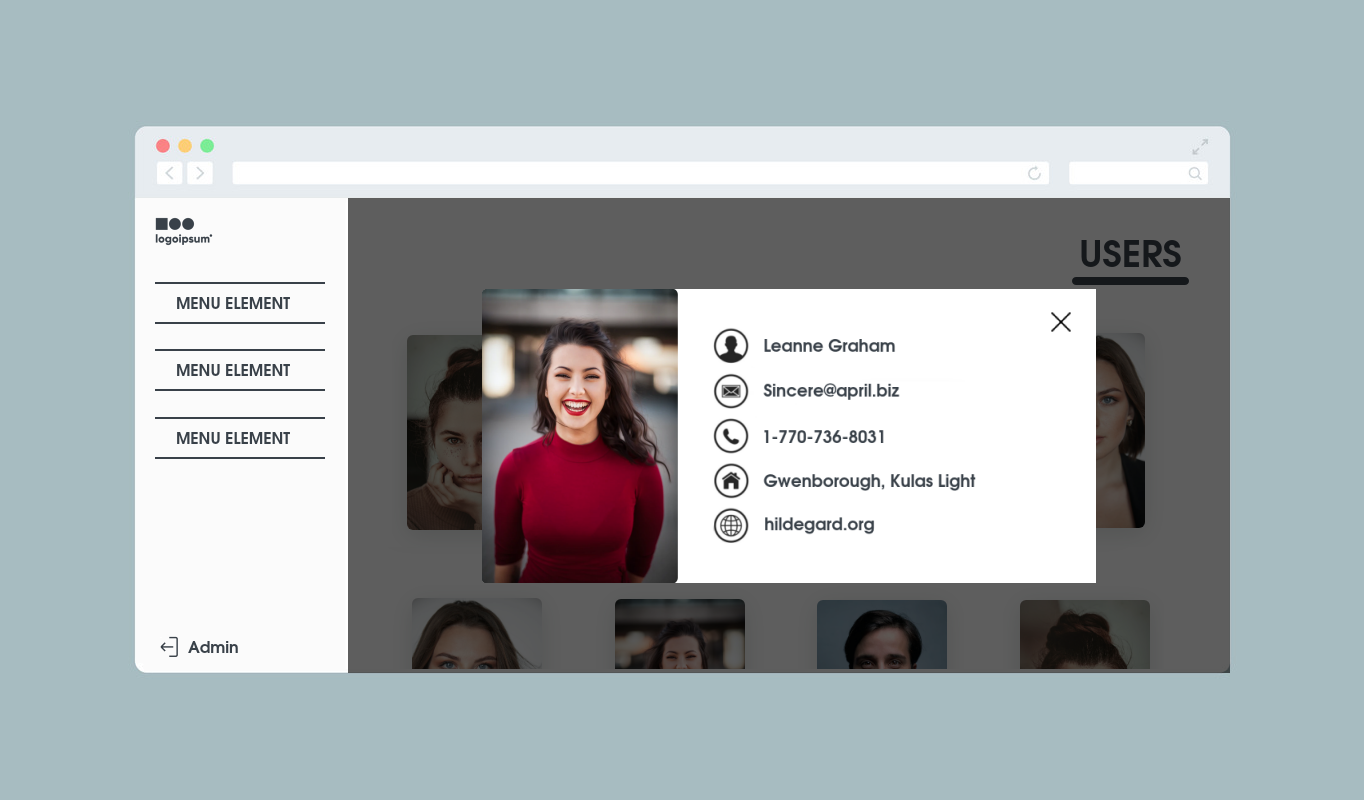 logoipsum
USERS
MENU ELEMENT
MENU ELEMENT
MENU ELEMENT
Leanne Graham
Sincere@april.biz
1-770-736-8031
Gwenborough, Kulas Light
hildegard.org
Admin